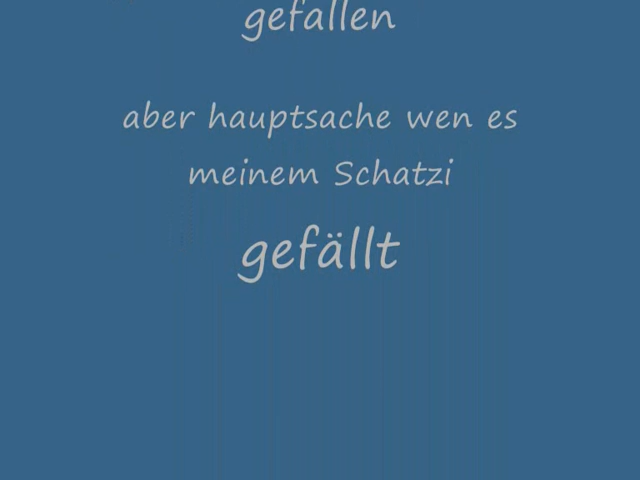 gefallen
aber hauptsache wen es
meinem Schatzi
gefällt